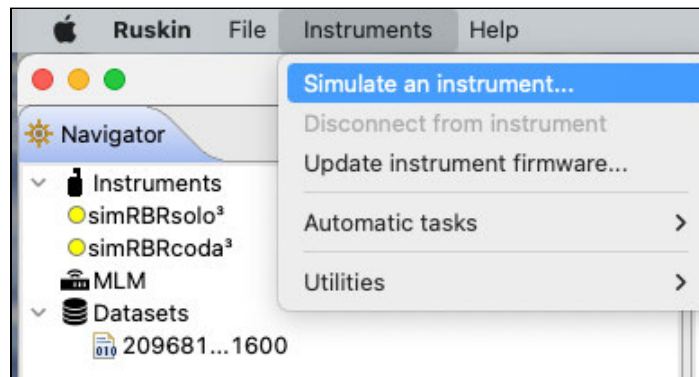 Ruskin File Instruments Help
Simulate an instrument...
Disconnect from instrument
Update instrument firmware...
Automatic tasks
Utilities
Navigator
Instruments
simRBRsolo³
simRBRcoda³
MLM
Datasets
209681...1600